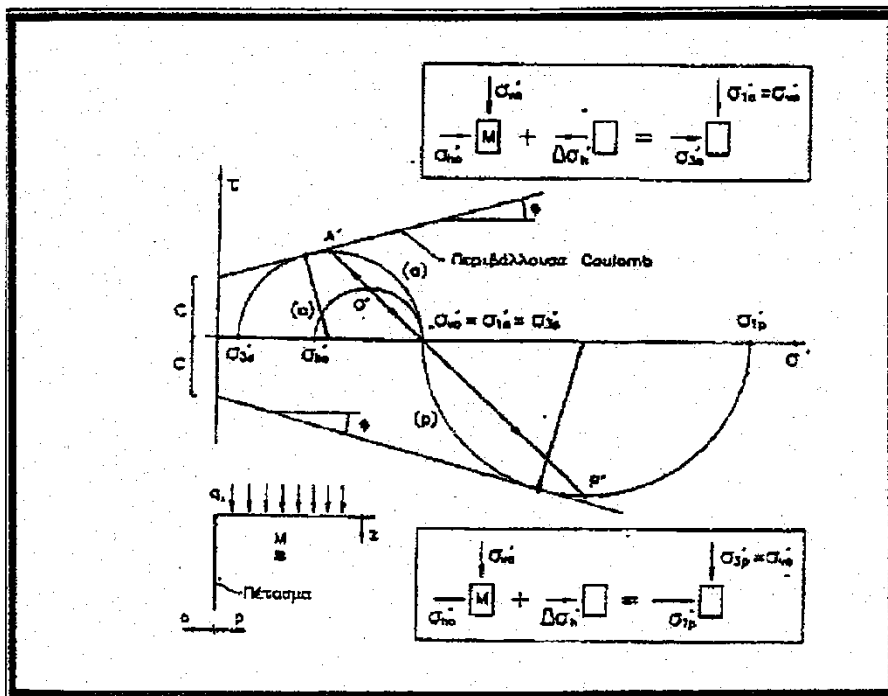 σ'vo
σ'1a = σ'vo
σ'ho M + Δσ'h = σ'3a
τ
φ
A'
Περιβάλλουσα Coulomb
(a)
C
(o)
O'
σ'vo = σ'1a = σ'3p
σ'1p
σ'3a
σ'ho
σ'
C
φ
(p)
P'
q
M
z
Πέτασμα
a
p
σ'vo
σ'3p = σ'vo
σ'ho M + Δσ'h = σ'1p